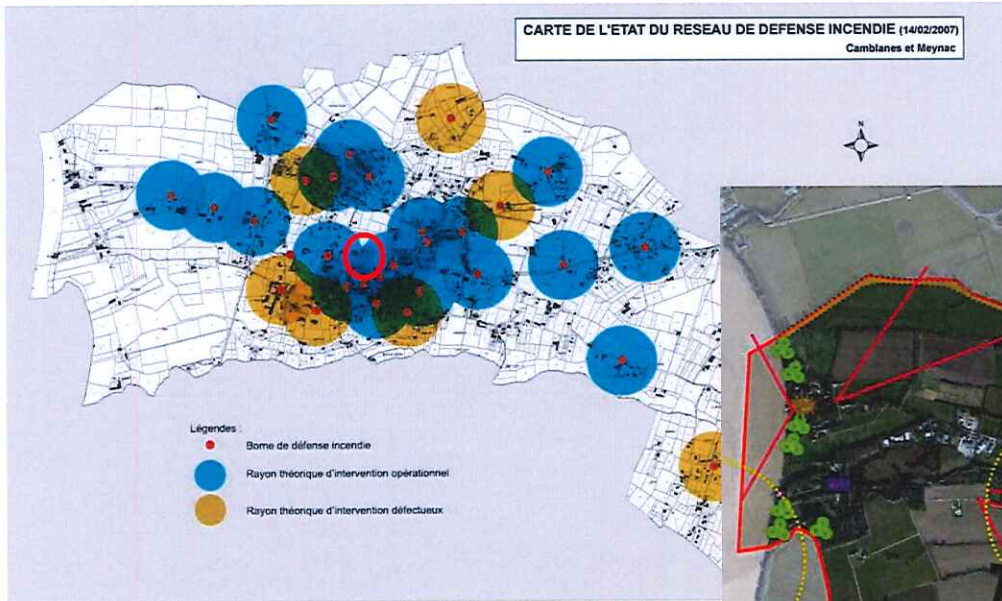 CARTE DE L'ETAT DU RESEAU DE DEFENSE INCENDIE (14/02/2007)
Camblanes et Meynac
N
Légendes :
Borne de défense incendie
Rayon théorique d'intervention opérationnel
Rayon théorique d'intervention défectueux